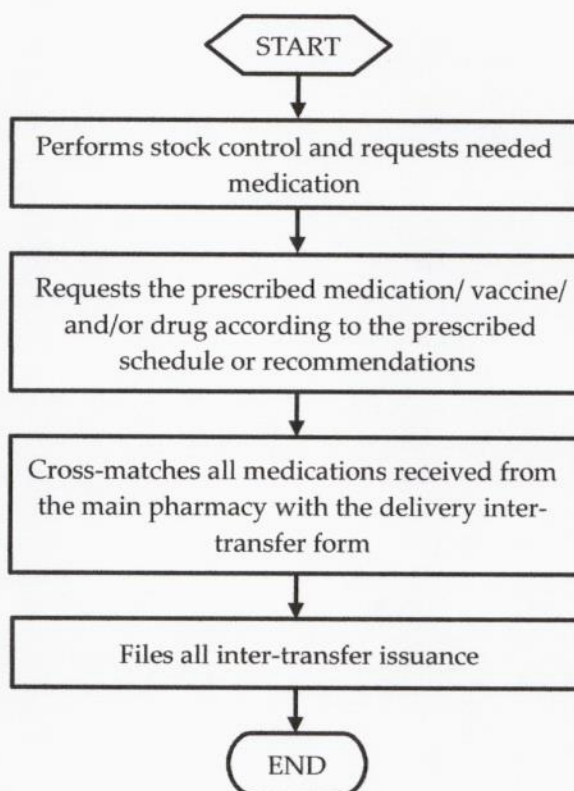 START
Performs stock control and requests needed
medication
Requests the prescribed medication/ vaccine/
and/or drug according to the prescribed
schedule or recommendations
Cross-matches all medications received from
the main pharmacy with the delivery inter-
transfer form
Files all inter-transfer issuance
END